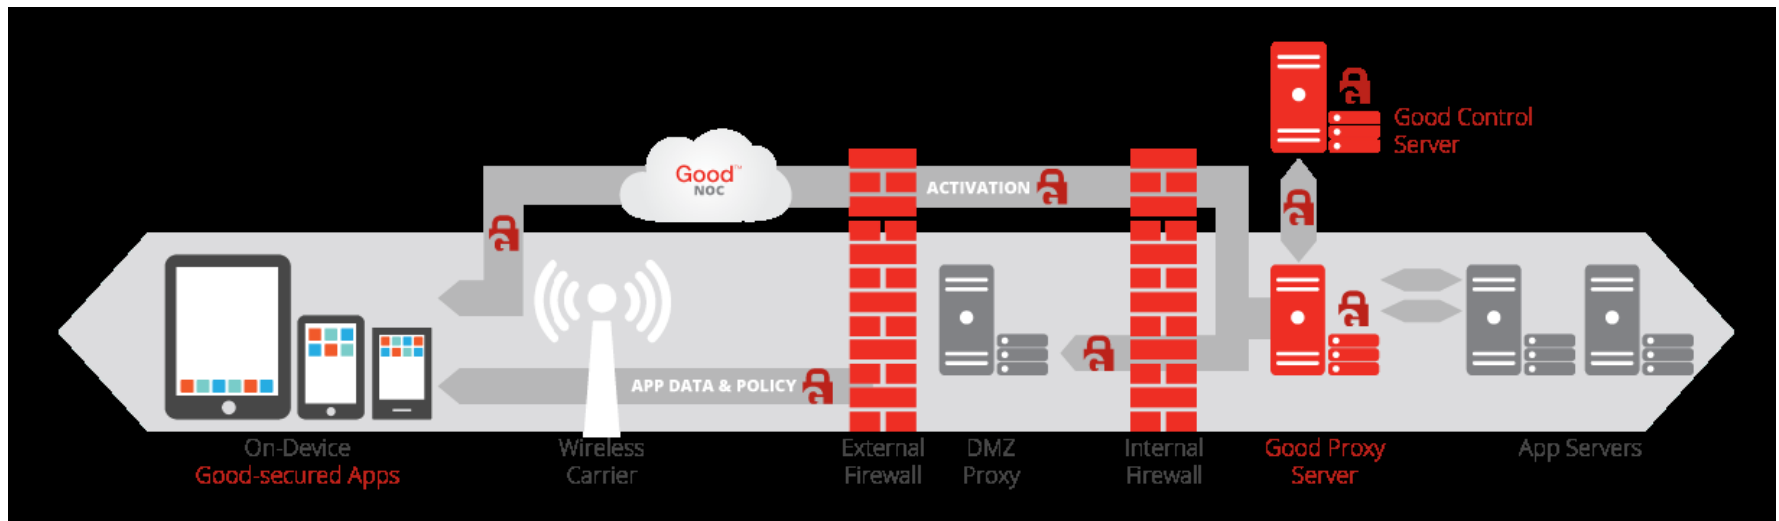 Good Control
Server
Good™
NOC
ACTIVATION
APP DATA & POLICY
On-Device
Good-secured Apps
Wireless
Carrier
External
Firewall
DMZ
Proxy
Internal
Firewall
Good Proxy
Server
App Servers